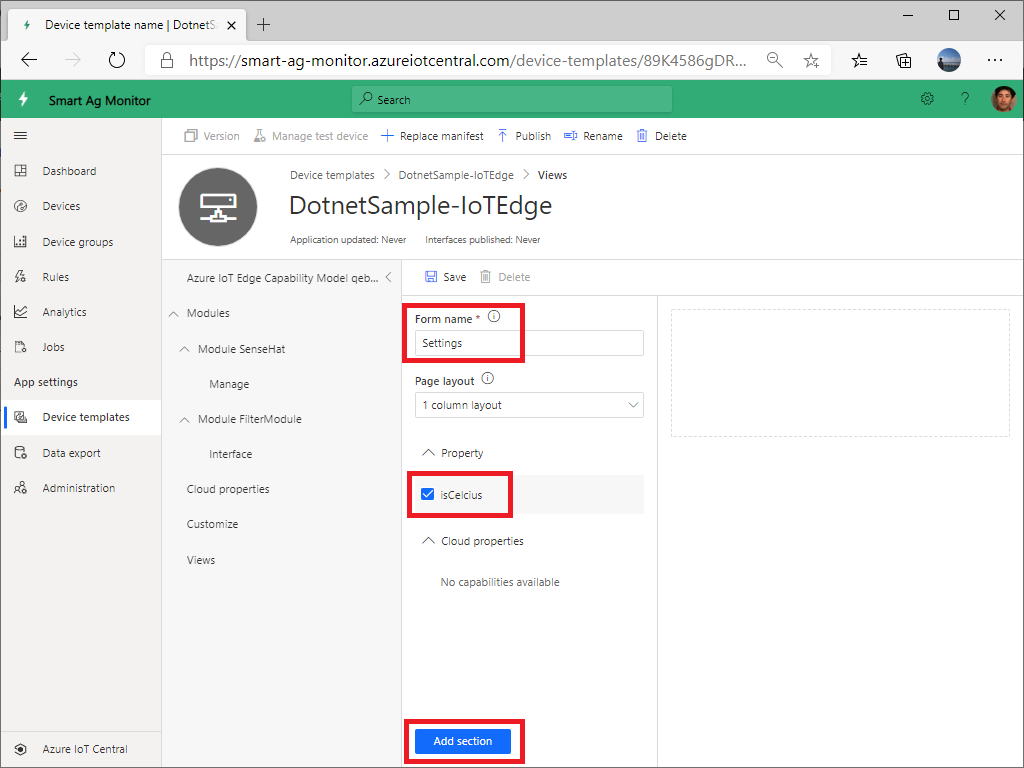 Device template name | DotnetS
https://smart-ag-monitor.azureiotcentral.com/device-templates/89K4586gDR...
Smart Ag Monitor
Search
?
Version
Manage test device
Replace manifest
Publish
Rename
Delete
Dashboard
Devices
Device groups
Rules
Analytics
Jobs
App settings
Device templates
Data export
Administration
Azure IoT Central
Device templates > DotnetSample-IoTEdge > Views
DotnetSample-IoTEdge
Application updated: Never
Interfaces published: Never
Azure IoT Edge Capability Model qeb...
Modules
Module SenseHat
Manage
Module FilterModule
Interface
Cloud properties
Customize
Views
Save
Delete
Form name *
Settings
Page layout
1 column layout
Property
isCelcius
Cloud properties
No capabilities available
Add section